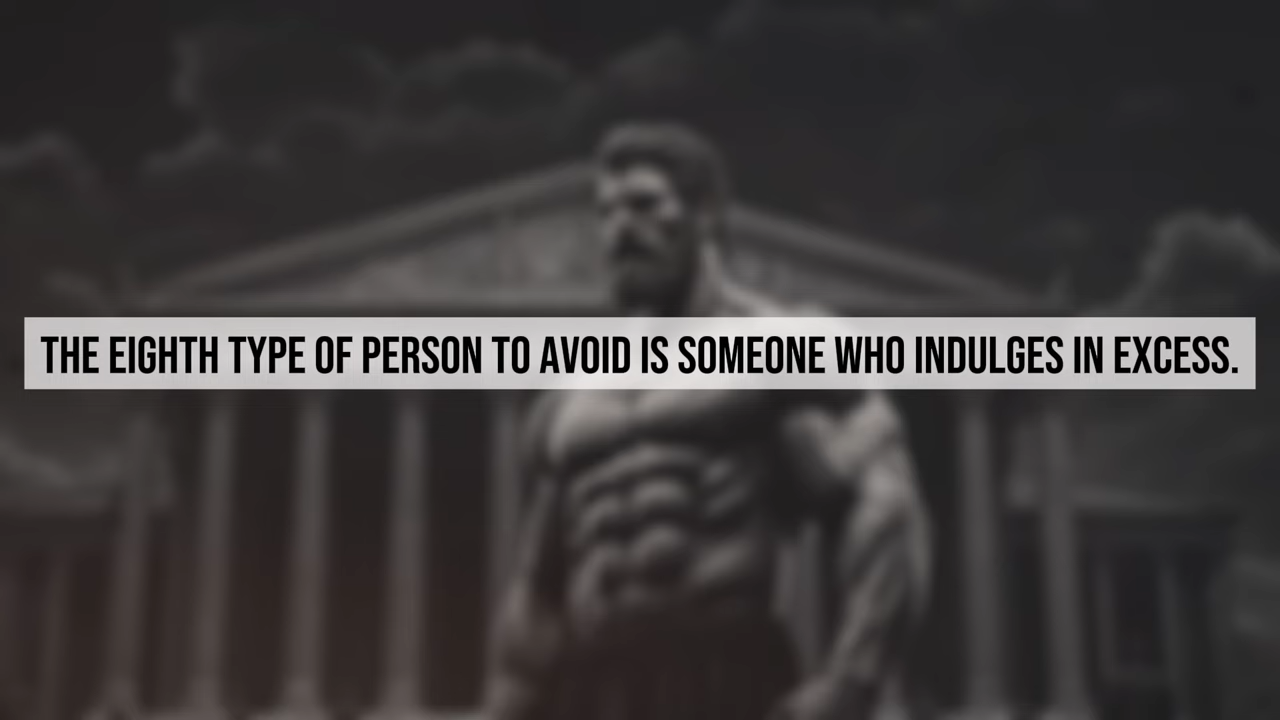 THE EIGHTH TYPE OF PERSON TO AVOID IS SOMEONE WHO INDULGES IN EXCESS.